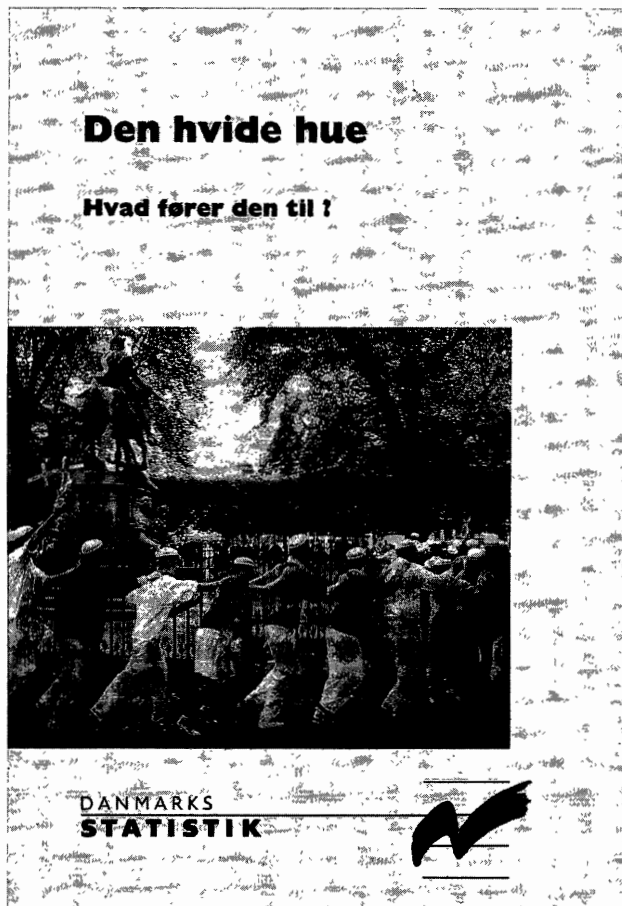 Den hvide hue
Hvad fører den til ?
DANMARKS
STATISTIK